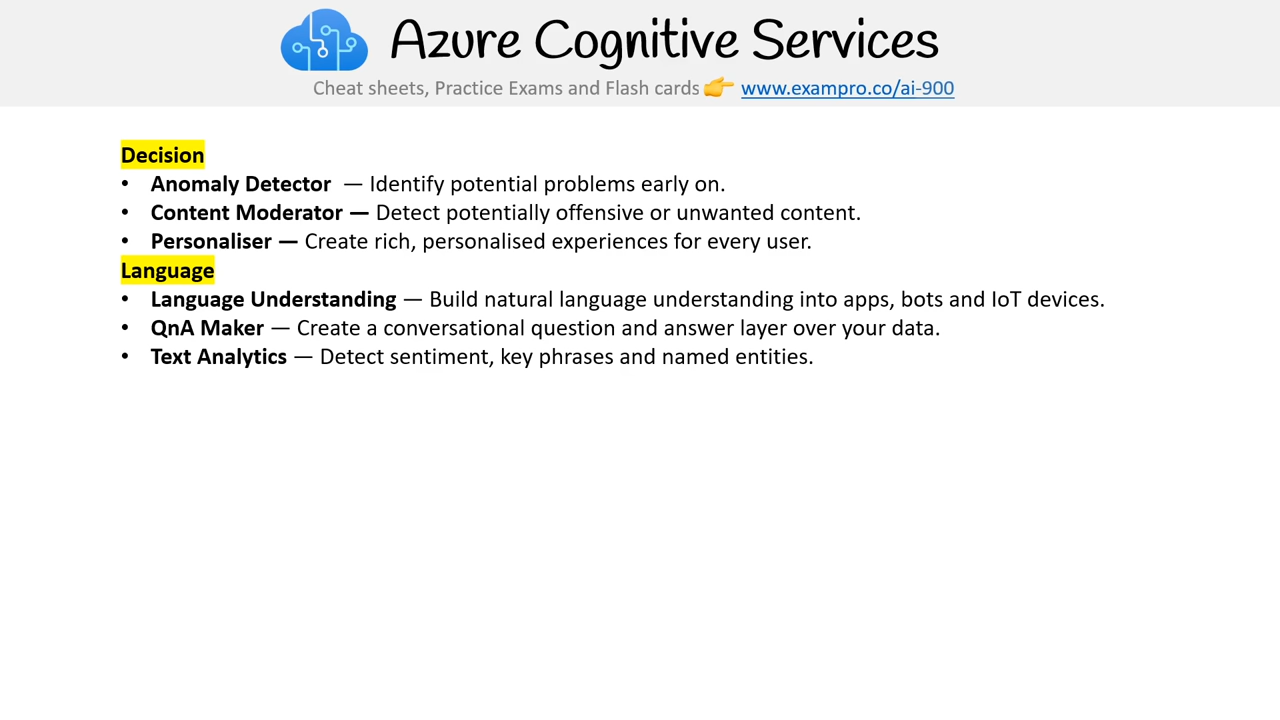 Azure Cognitive Services
Cheat sheets, Practice Exams and Flash cards 👉 www.exampro.co/ai-900
Decision
• Anomaly Detector — Identify potential problems early on.
• Content Moderator — Detect potentially offensive or unwanted content.
• Personaliser — Create rich, personalised experiences for every user.
Language
• Language Understanding — Build natural language understanding into apps, bots and IoT devices.
• QnA Maker — Create a conversational question and answer layer over your data.
• Text Analytics — Detect sentiment, key phrases and named entities.